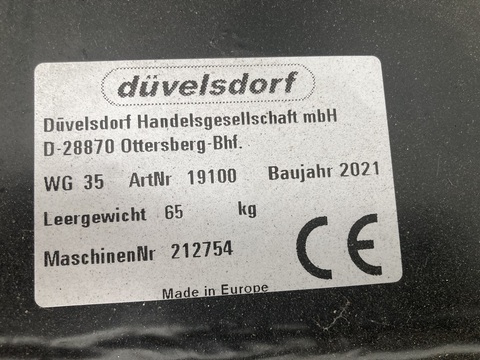 düvelsdorf
Düvelsdorf Handelsgesellschaft mbH
D-28870 Ottersberg-Bhf.
WG 35 ArtNr 19100 Baujahr 2021
Leergewicht 65 kg
MaschinenNr 212754
CE
Made in Europe